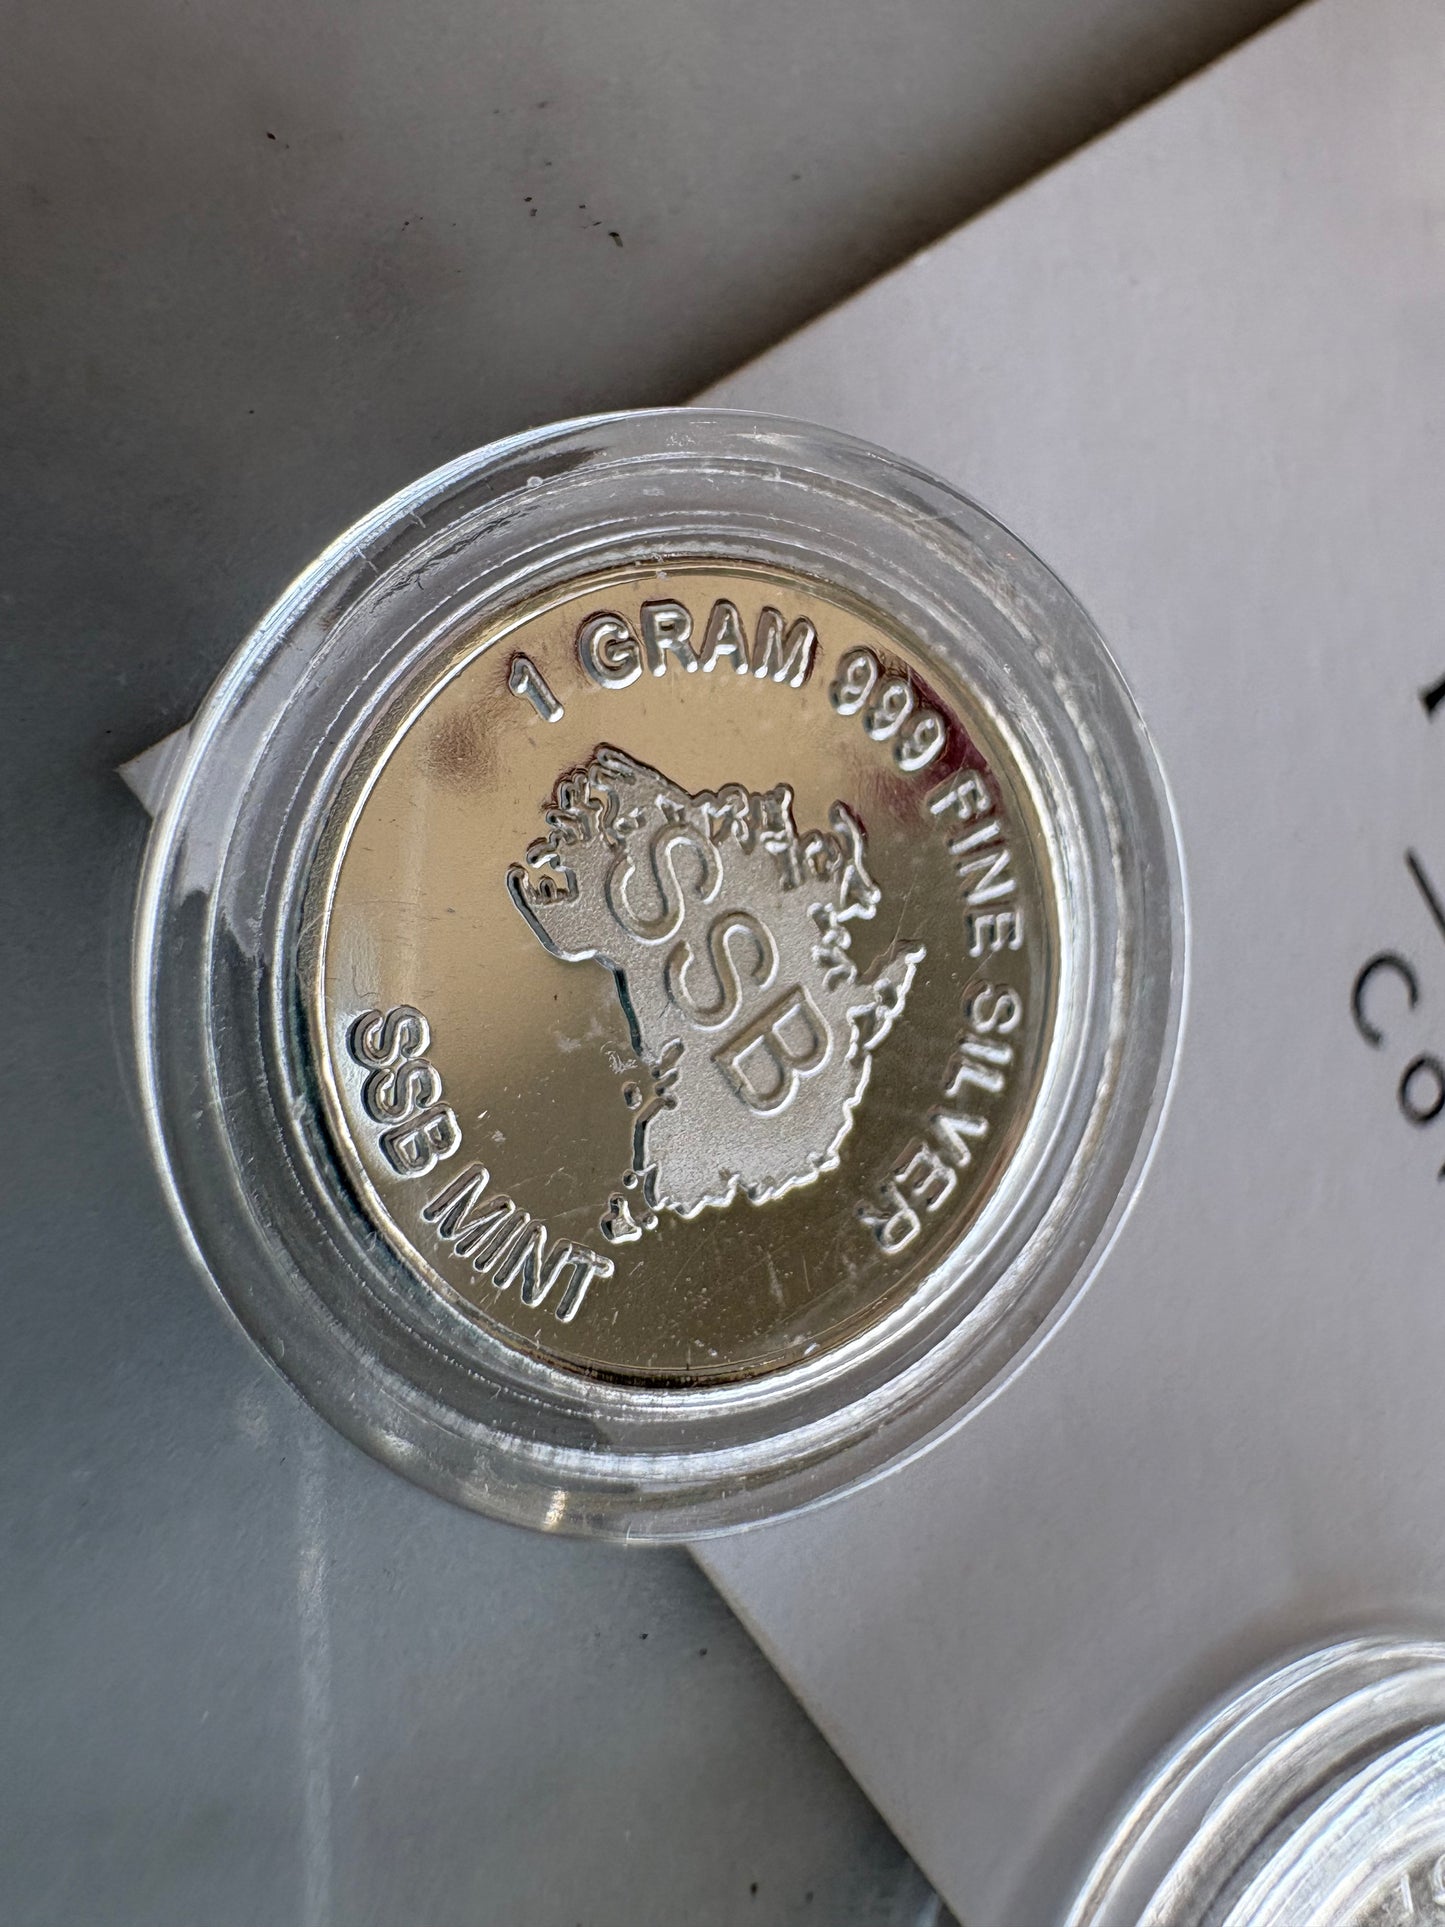 1 GRAM 999 FINE SILVER
SSB
SSB MINT